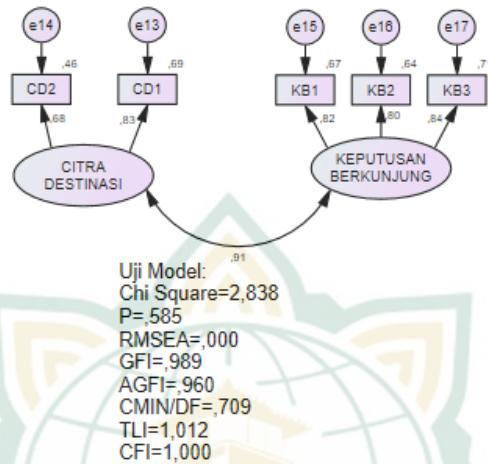 e14 e13 e15 e16 e17
,46 ,69 ,67 ,64 ,7
CD2 CD1 KB1 KB2 KB3
,68 ,83 ,82 ,80 ,84
CITRA
DESTINASI
KEPUTUSAN
BERKUNJUNG
,91
Uji Model:
Chi Square=2,838
P=,585
RMSEA=,000
GFI=,989
AGFI=,960
CMIN/DF=,709
TLI=1,012
CFI=1,000